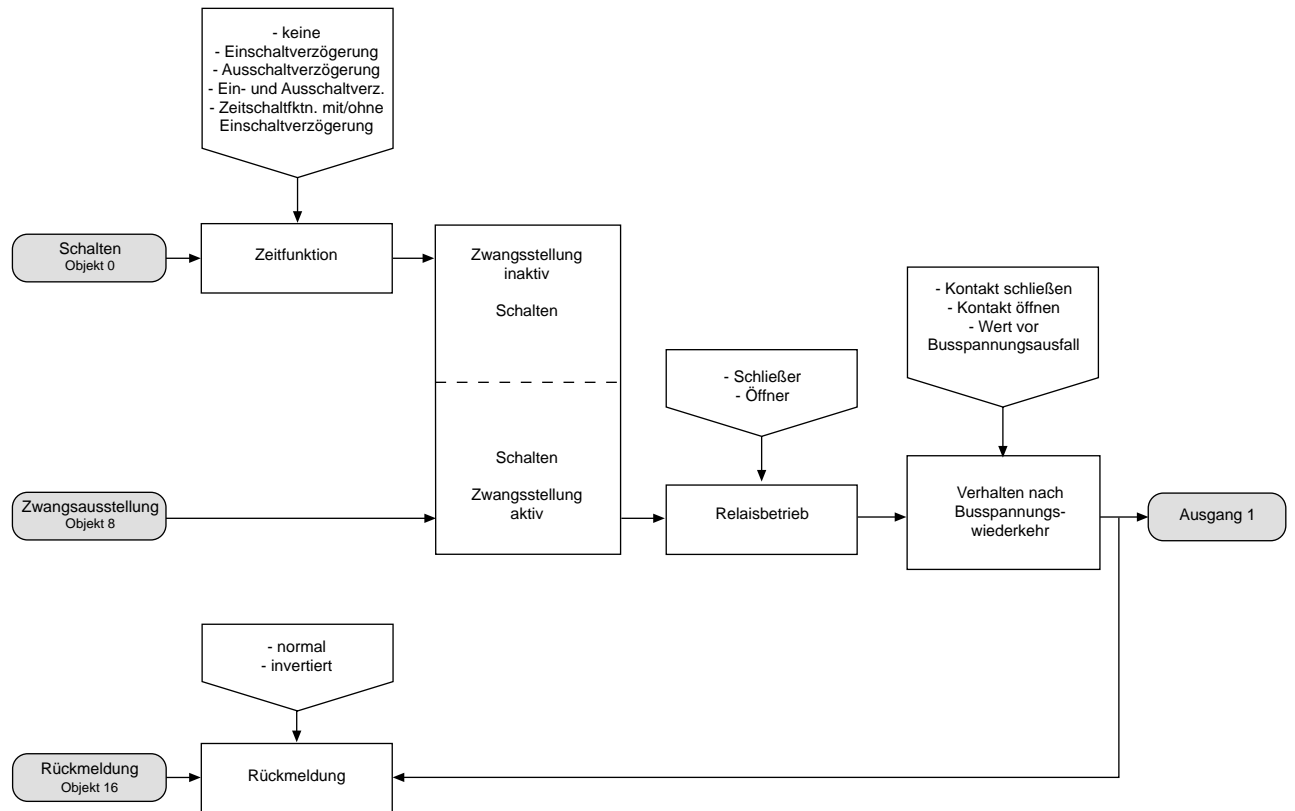 - keine
- Einschaltverzögerung
- Ausschaltverzögerung
- Ein- und Ausschaltverz.
- Zeitschaltfktn. mit/ohne
Einschaltverzögerung
Schalten
Objekt 0
Zeitfunktion
Zwangsstellung
inaktiv
Schalten
- Kontakt schließen
- Kontakt öffnen
- Wert vor
Busspannungsausfall
- Schließer
- Öffner
Schalten
Zwangsstellung
aktiv
Zwangsausstellung
Objekt 8
Relaisbetrieb
Verhalten nach
Busspannungs-
wiederkehr
Ausgang 1
- normal
- invertiert
Rückmeldung
Objekt 16
Rückmeldung